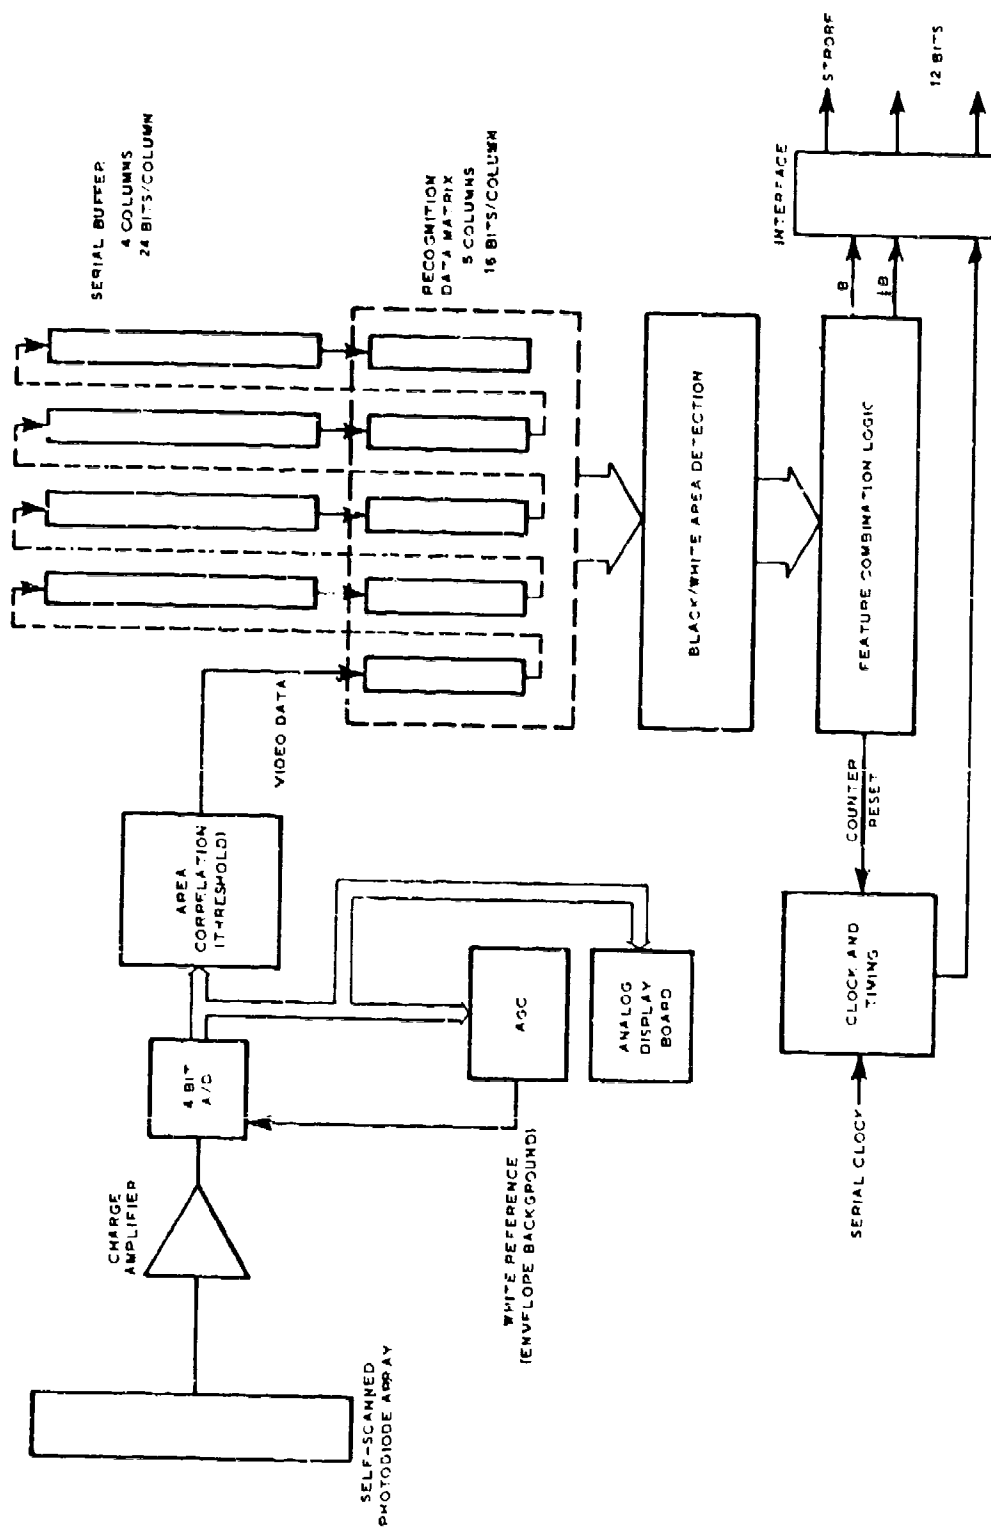 SELF-SCANNED
PHOTODIODE ARRAY
CHARGE
AMPLIFIER
4 BIT
A/D
WHITE REFERENCE
(ENVELOPE BACKGROUND)
AREA
CORRELATION
(THRESHOLD)
AGC
ANALOG
DISPLAY
BOARD
VIDEO DATA
SERIAL BUFFER
4 COLUMNS
24 BITS/COLUMN
RECOGNITION
DATA MATRIX
5 COLUMNS
16 BITS/COLUMN
BLACK/WHITE AREA DETECTION
FEATURE COMBINATION LOGIC
COUNTER
RESET
SERIAL CLOCK
CLOCK AND
TIMING
B
INTERFACE
STROBE
12 BITS